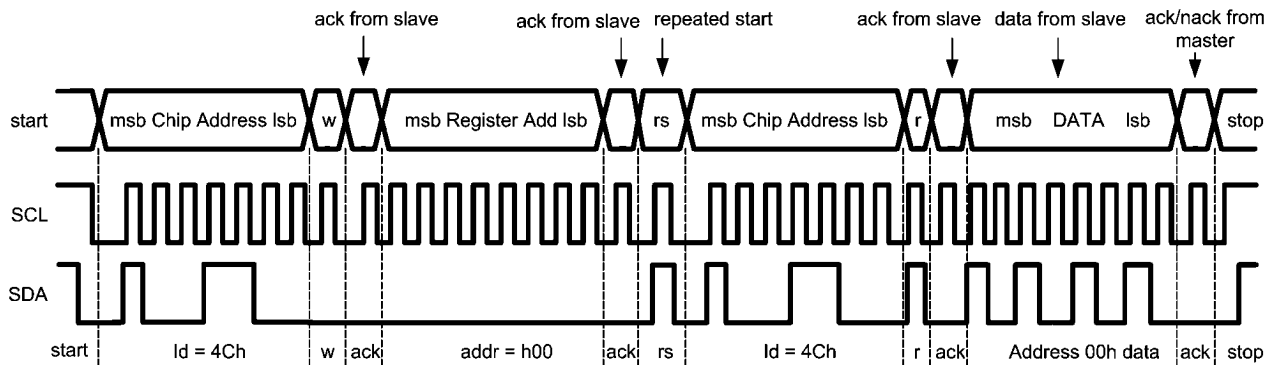 ack from slave
ack from slave repeated start
ack from slave data from slave
ack/nack from
master
start msb Chip Address lsb w msb Register Add lsb rs msb Chip Address lsb r msb DATA lsb stop
SCL
SDA
start Id = 4Ch w ack addr = h00 ack rs Id = 4Ch r ack Address 00h data ack stop